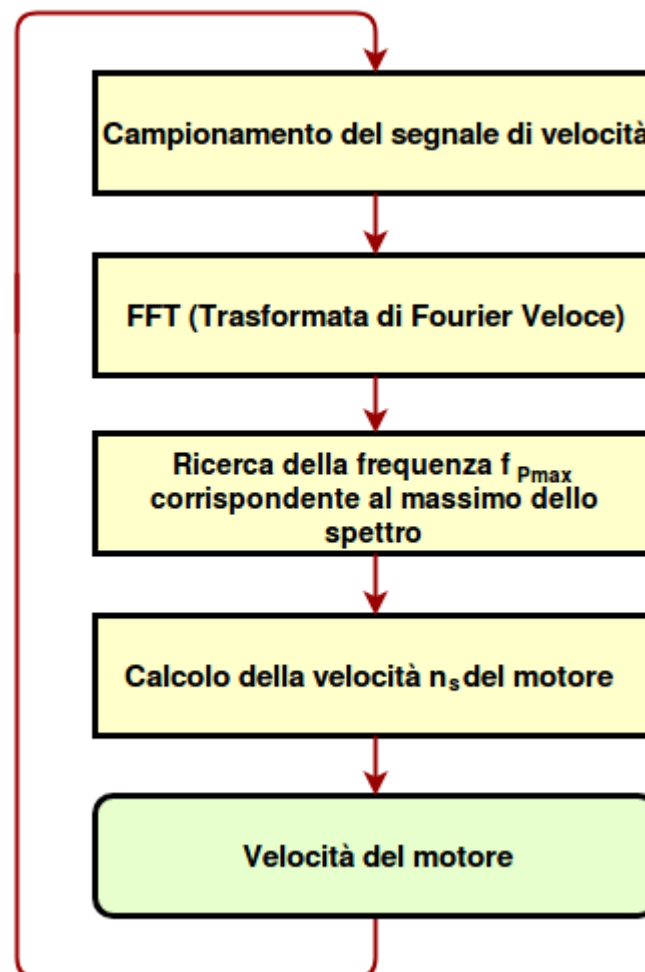 Campionamento del segnale di velocità
FFT (Trasformata di Fourier Veloce)
Ricerca della frequenza f Pmax
corrispondente al massimo dello
spettro
Calcolo della velocità ns del motore
Velocità del motore